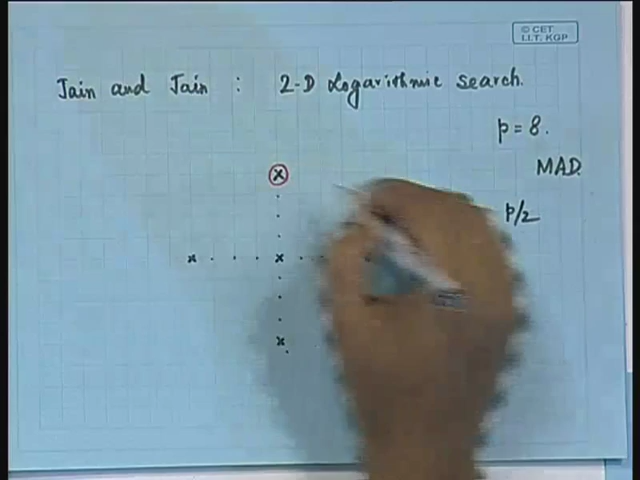 © CET
I.I.T. KGP
Jain and Jain : 2-D Logarithmic search.
p = 8.
MAD.
p/2